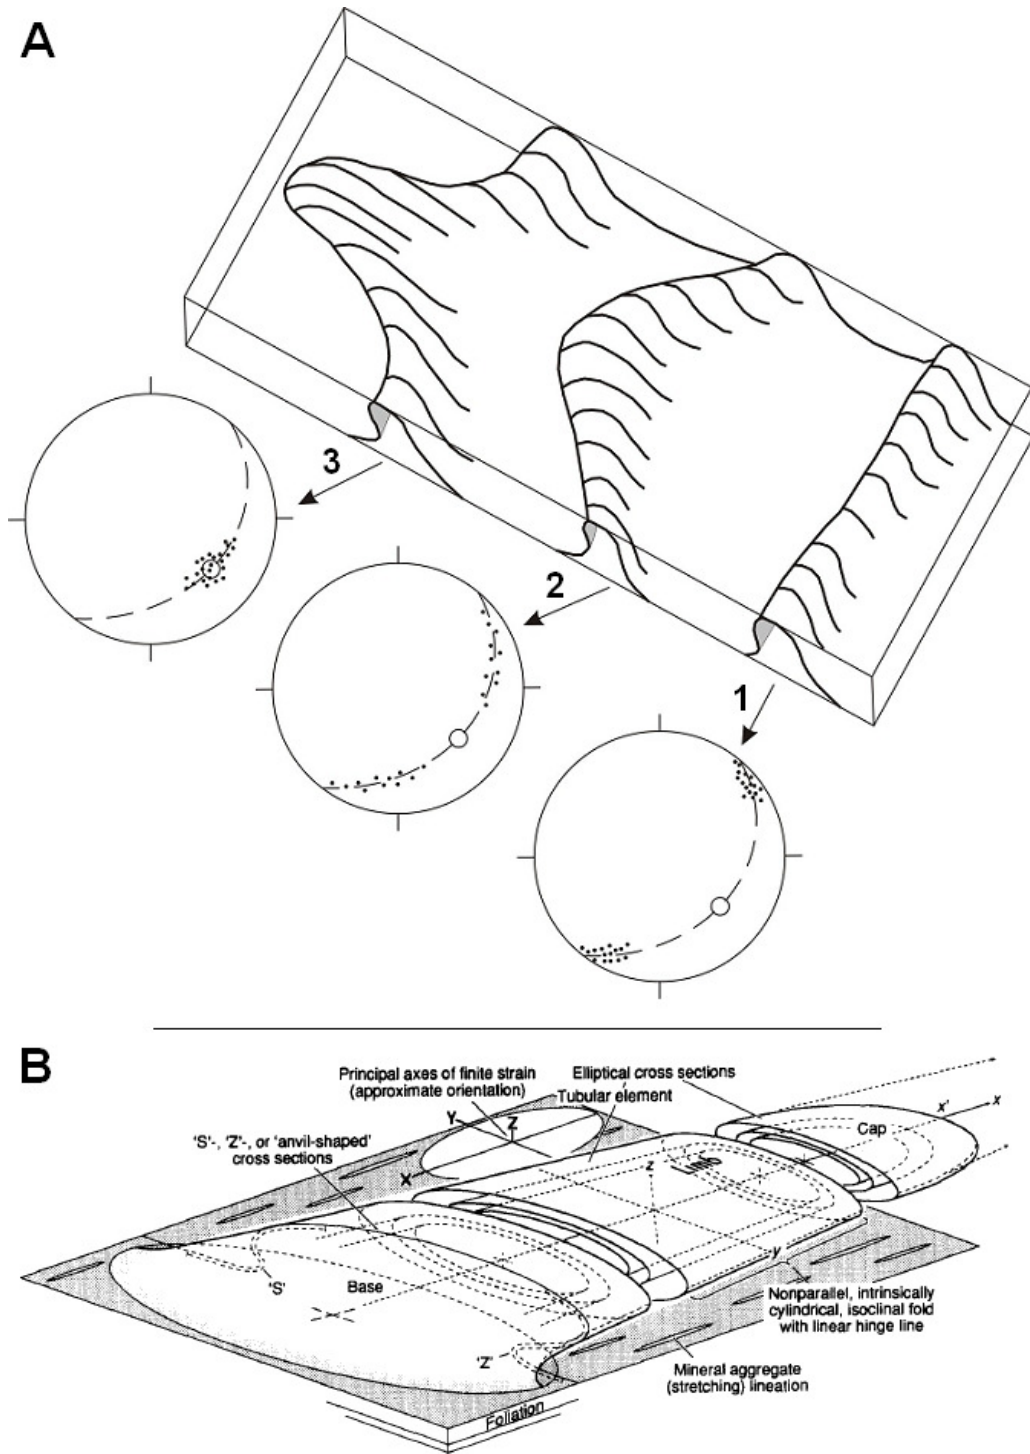 A
3
2
1
B
Principal axes of finite strain
(approximate orientation)
Elliptical cross sections
Tubular element
'S'-, 'Z'-, or 'anvil-shaped'
cross sections
Y
Z
X
x'
x
Cap
Limb
z
y
'S'
Base
'Z'
Nonparallel, intrinsically
cylindrical, isoclinal fold
with linear hinge line
Mineral aggregate
(stretching) lineation
Foliation